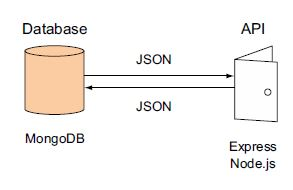 Database
API
JSON
JSON
MongoDB
Express
Node.js